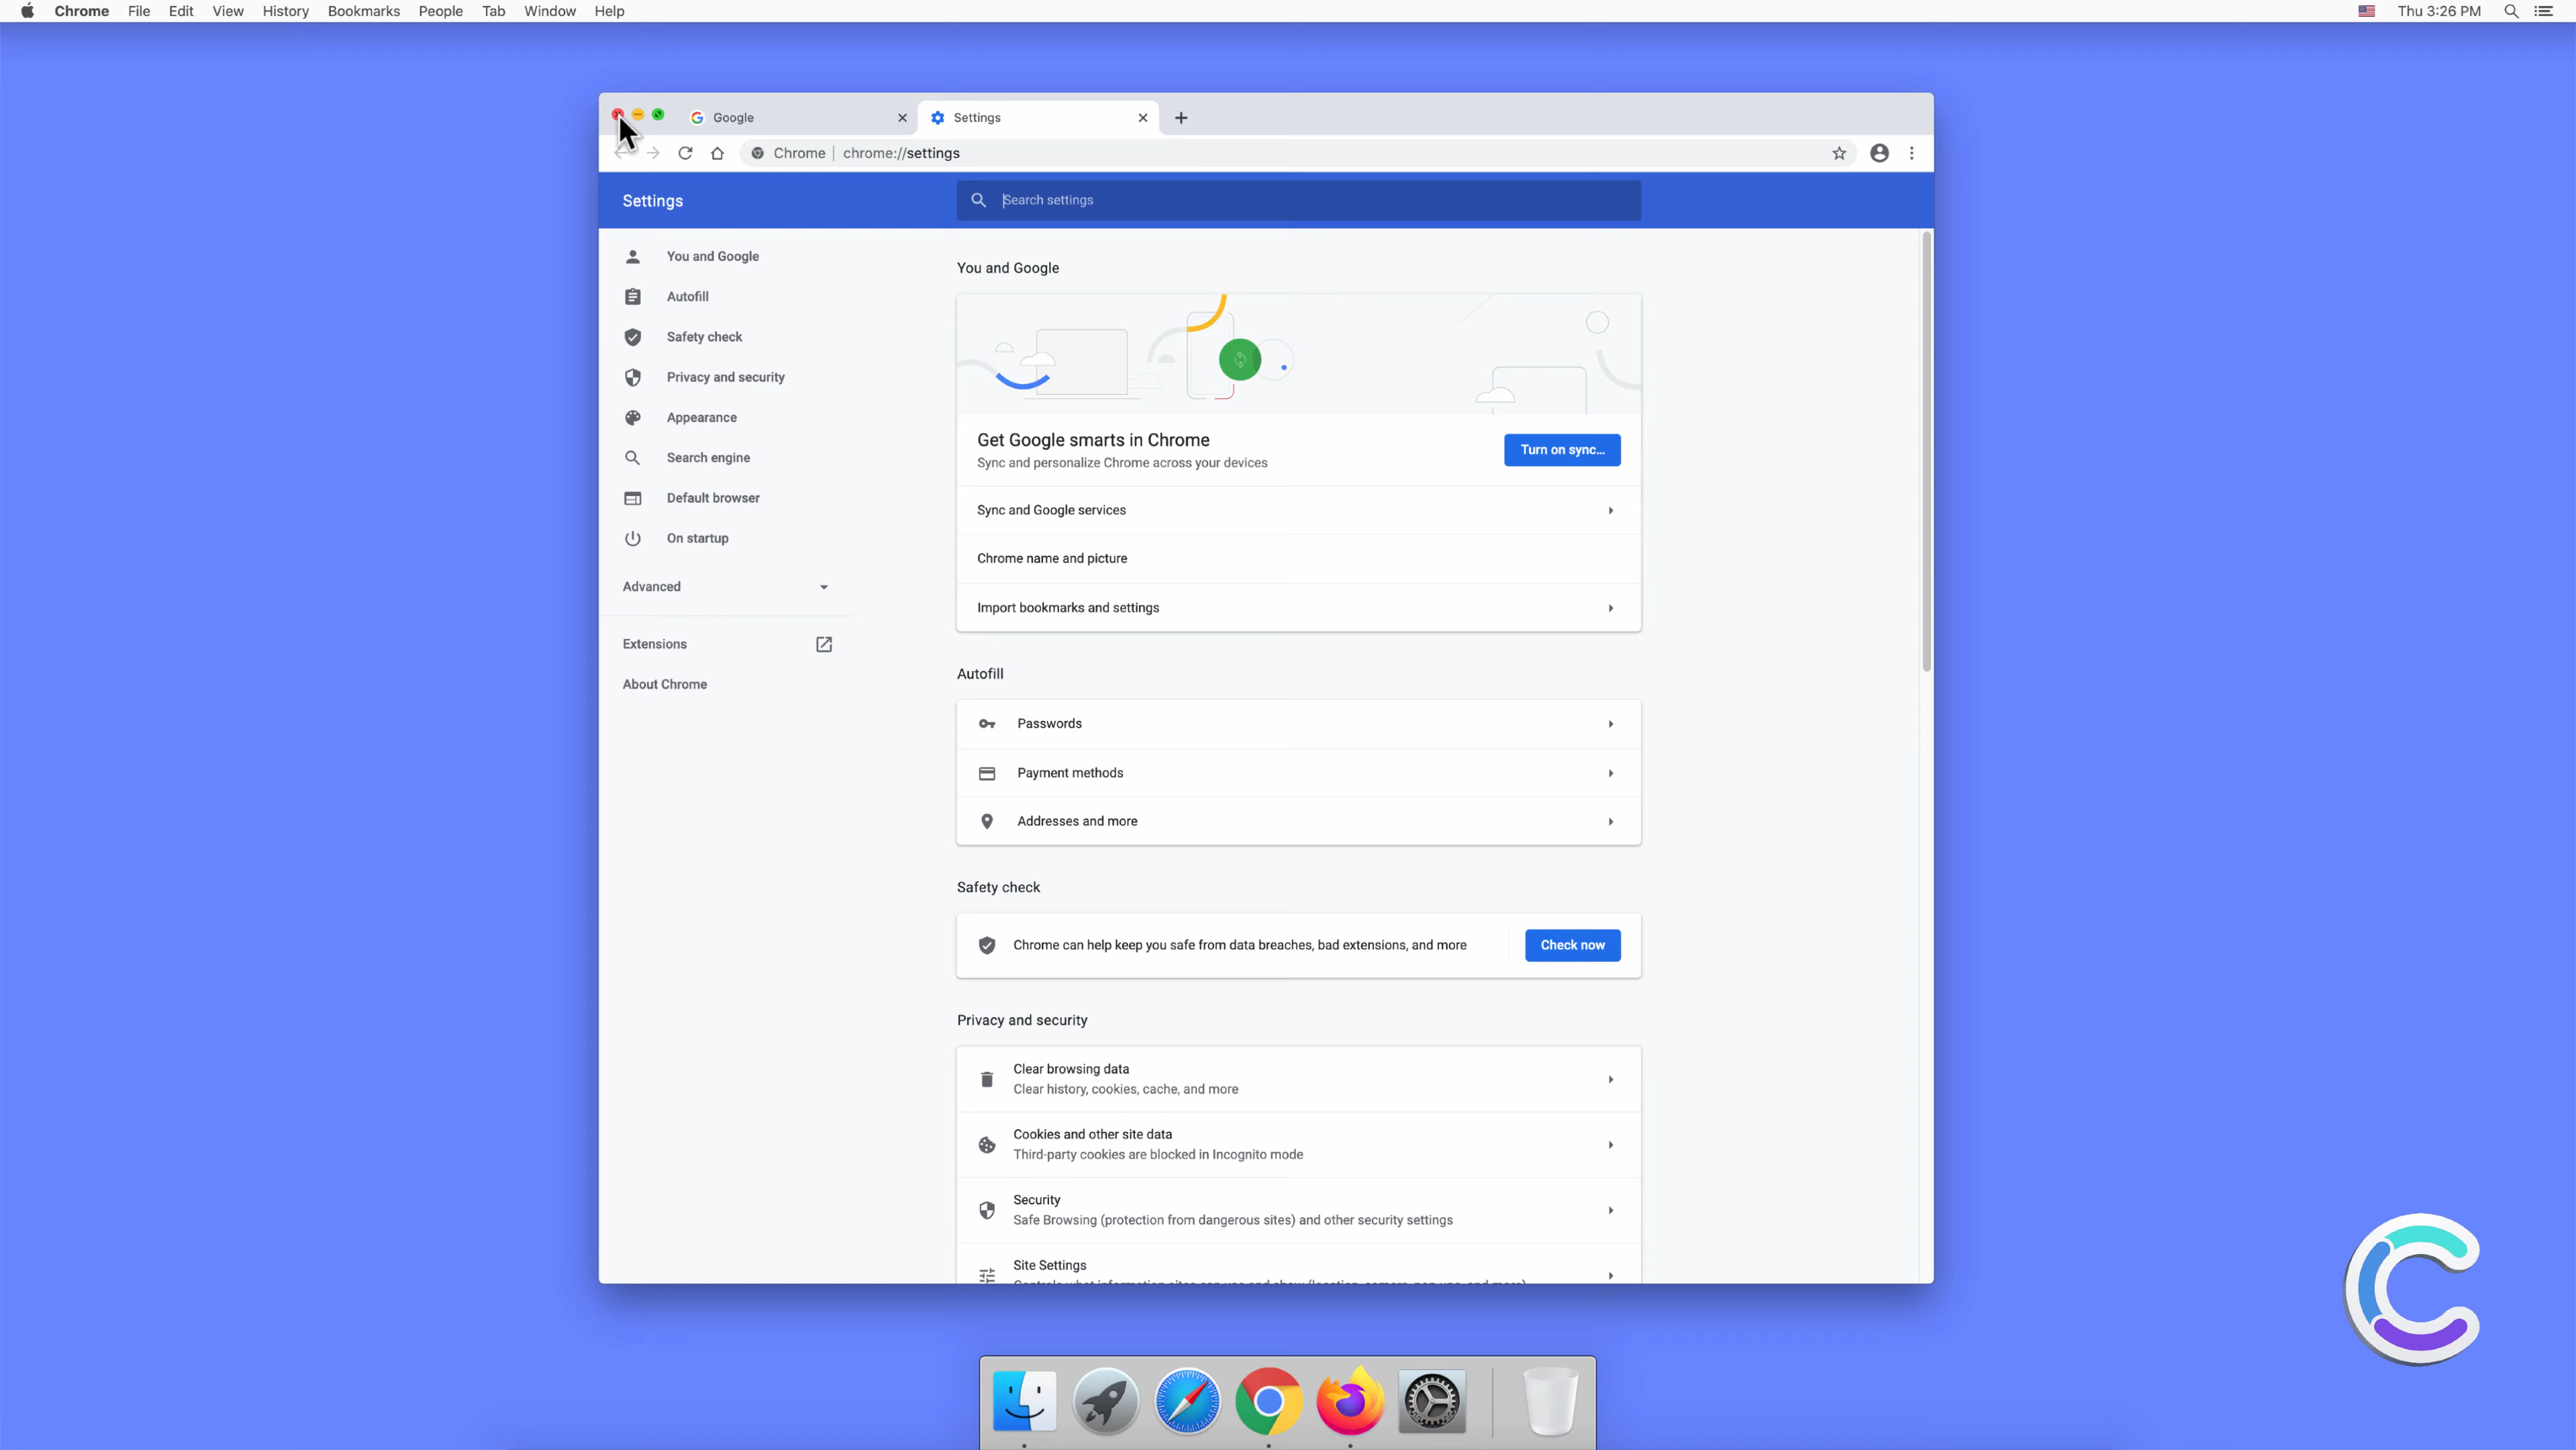 Chrome File Edit View History Bookmarks People Tab Window Help Thu 3:26 PM
Google Settings
Chrome chrome://settings
Settings Search settings
You and Google
Autofill
Safety check
Privacy and security
Appearance
Search engine
Default browser
On startup
Advanced
Extensions
About Chrome
You and Google
Get Google smarts in Chrome
Sync and personalize Chrome across your devices
Turn on sync...
Sync and Google services
Chrome name and picture
Import bookmarks and settings
Autofill
Passwords
Payment methods
Addresses and more
Safety check
Chrome can help keep you safe from data breaches, bad extensions, and more
Check now
Privacy and security
Clear browsing data
Clear history, cookies, cache, and more
Cookies and other site data
Third-party cookies are blocked in Incognito mode
Security
Safe Browsing (protection from dangerous sites) and other security settings
Site Settings